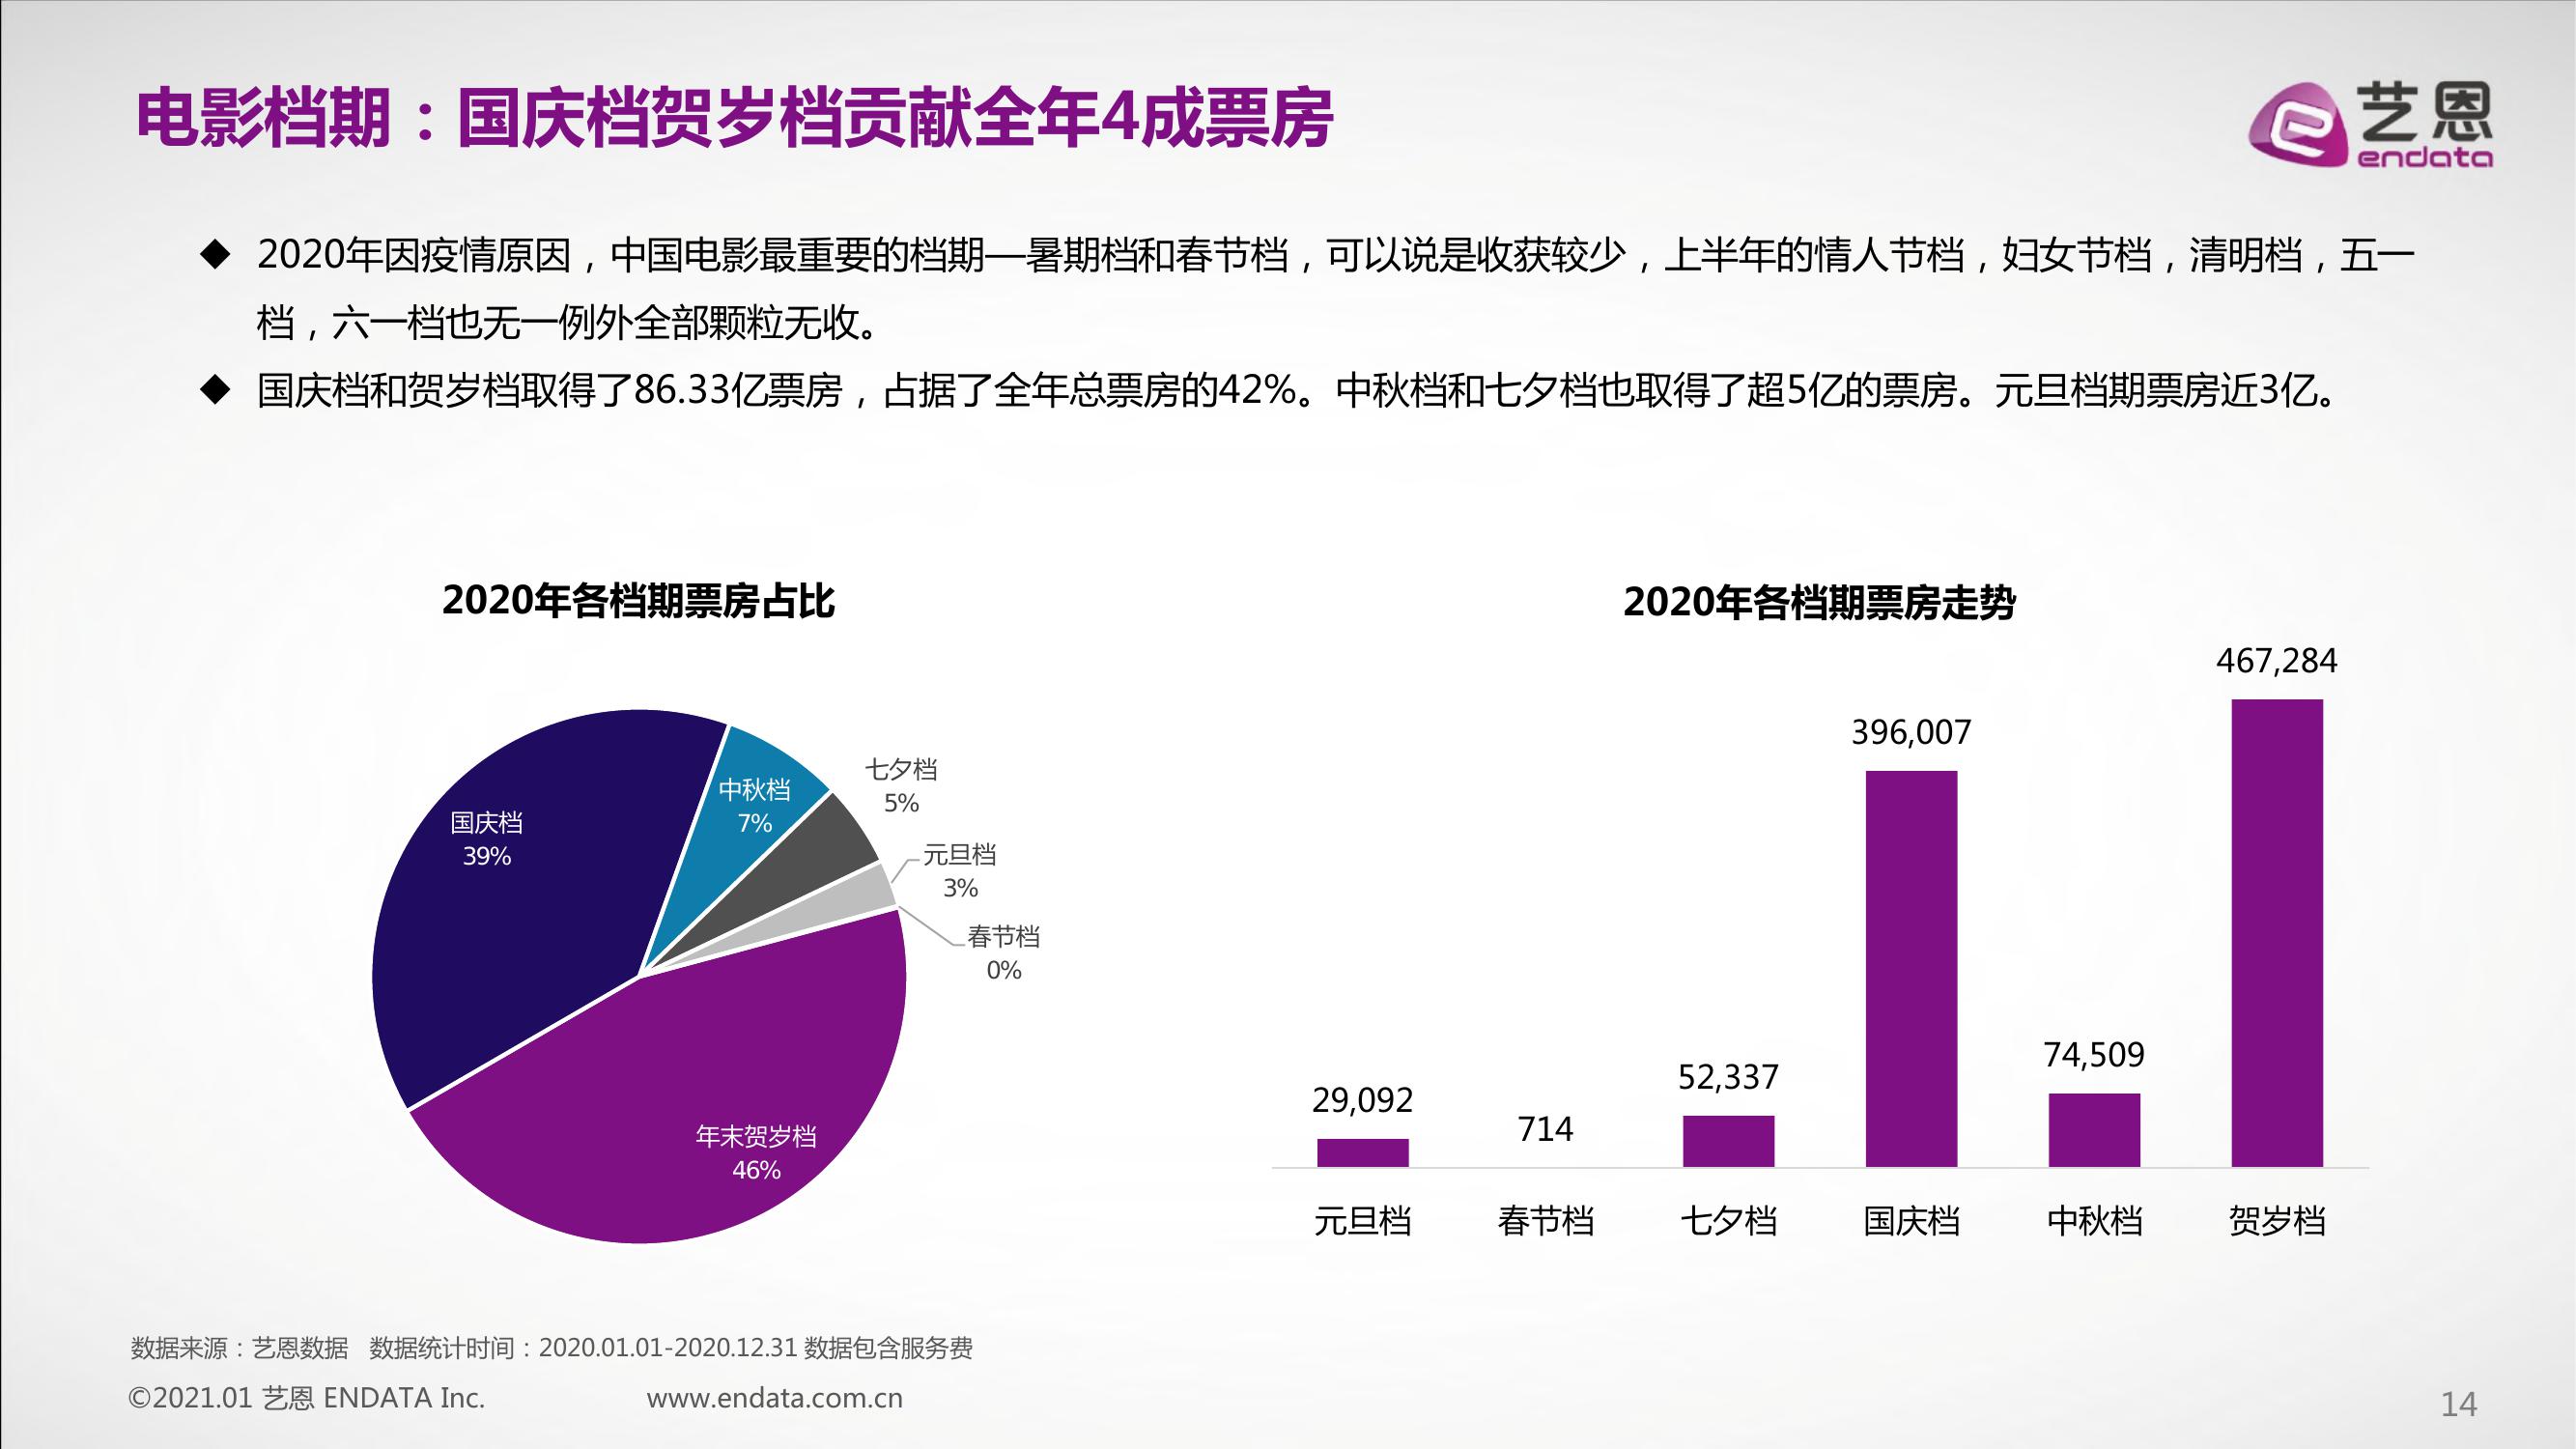 电影档期：国庆档贺岁档贡献全年4成票房
艺恩
endata
◆ 2020年因疫情原因，中国电影最重要的档期—暑期档和春节档，可以说是收获较少，上半年的情人节档，妇女节档，清明档，五一
档，六一档也无一例外全部颗粒无收。
◆ 国庆档和贺岁档取得了86.33亿票房，占据了全年总票房的42%。中秋档和七夕档也取得了超5亿的票房。元旦档期票房近3亿。
2020年各档期票房占比
国庆档
39%
中秋档
7%
七夕档
5%
元旦档
3%
春节档
0%
年末贺岁档
46%
2020年各档期票房走势
29,092
714
52,337
396,007
74,509
467,284
元旦档
春节档
七夕档
国庆档
中秋档
贺岁档
数据来源：艺恩数据 数据统计时间：2020.01.01-2020.12.31 数据包含服务费
©2021.01 艺恩 ENDATA Inc. www.endata.com.cn
14